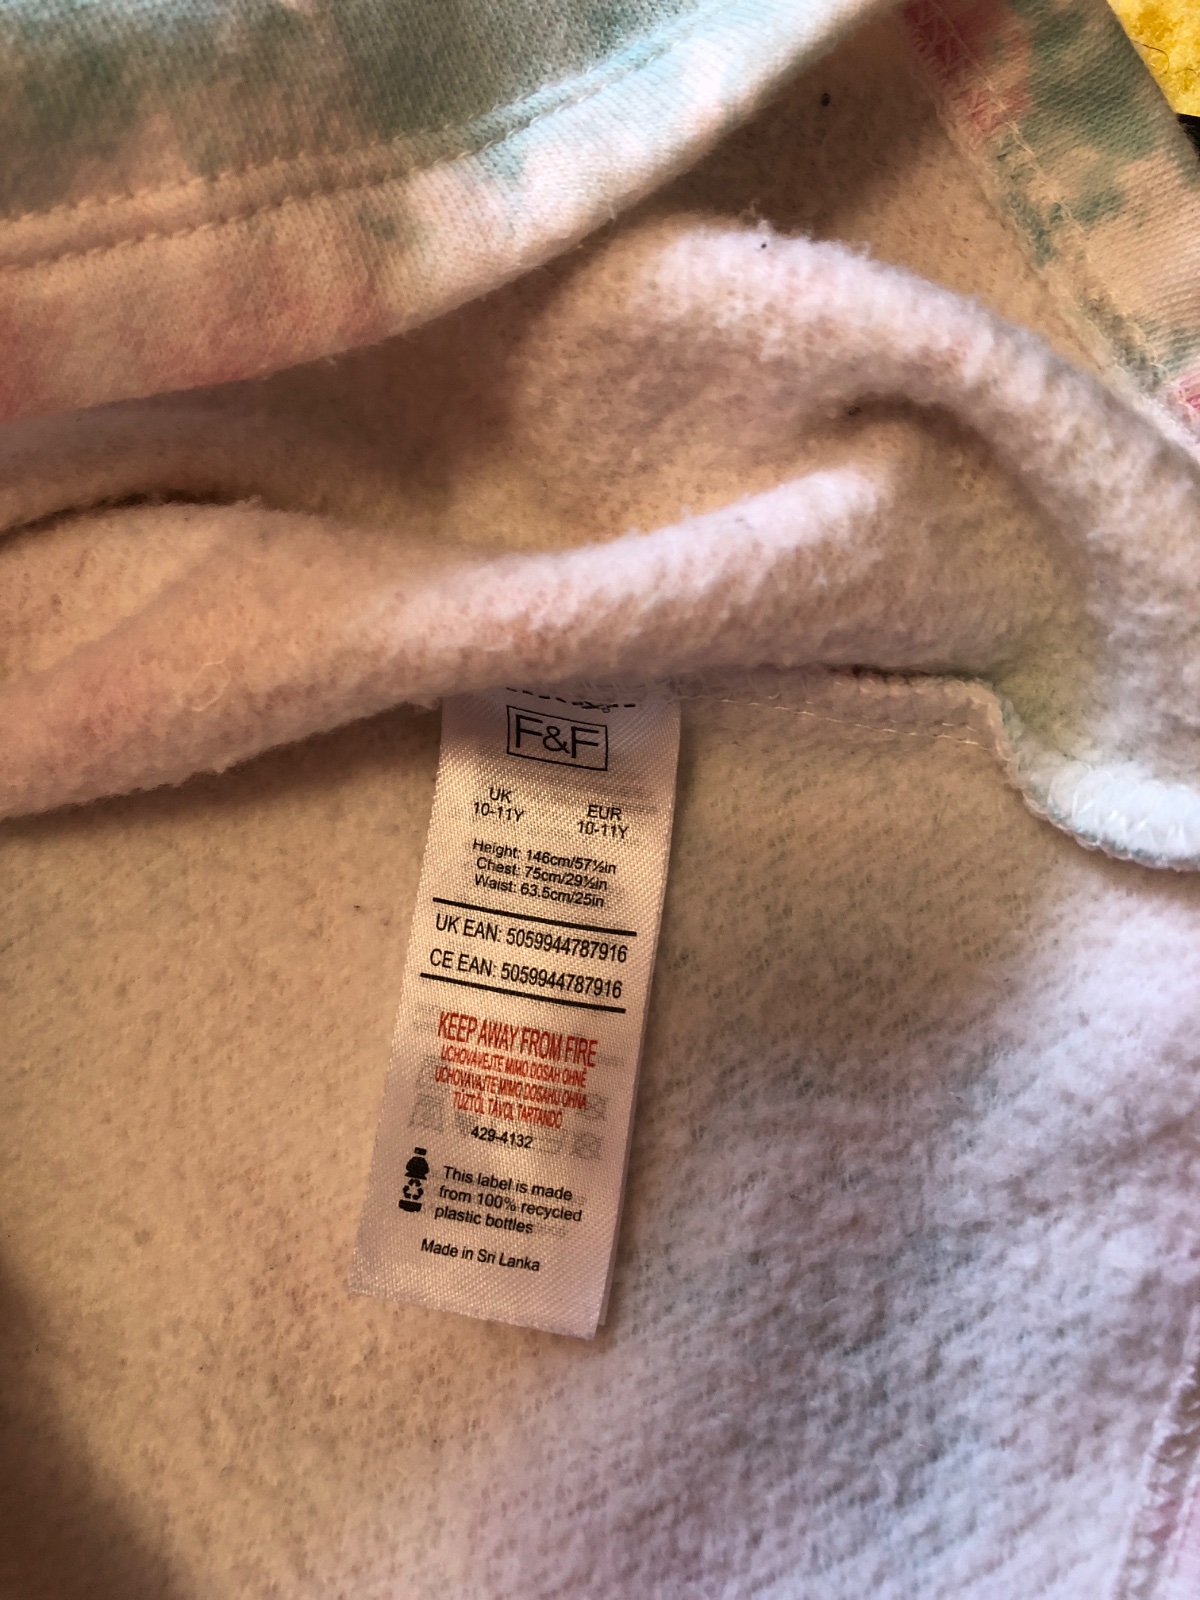 F&F
UK EUR
10-11Y 10-11Y
Height: 146cm/57½in
Chest: 75cm/29½in
Waist: 63.5cm/25in
UK EAN: 5059944787916
CE EAN: 5059944787916
KEEP AWAY FROM FIRE
UCHOVÁVEJTE MIMO DOSAH OHNĚ
UCHOVÁVAJTE MIMO DOSAHU OHŇA
TŰZTŐL TÁVOL TARTANDÓ
429-4132
This label is made
from 100% recycled
plastic bottles
Made in Sri Lanka